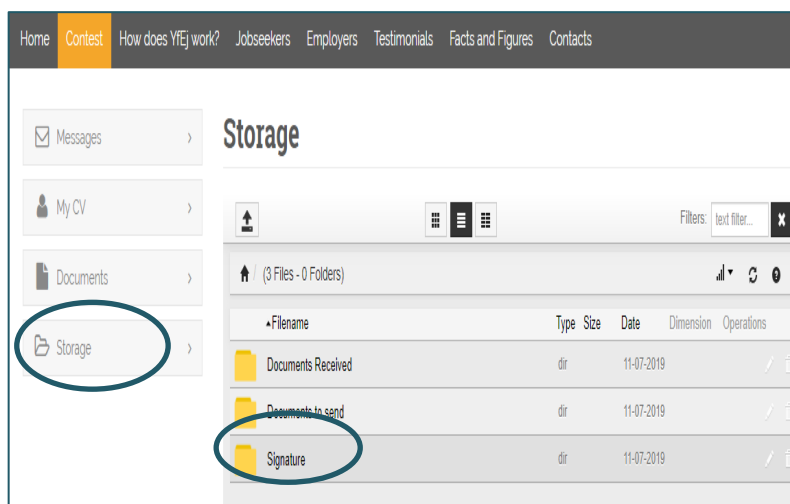 Home Contest How does YfEj work? Jobseekers Employers Testimonials Facts and Figures Contacts
Messages
My CV
Documents
Storage
Storage
Filters: text filter...
/ (3 Files - 0 Folders)
Filename Type Size Date Dimension Operations
Documents Received dir 11-07-2019
Documents to send dir 11-07-2019
Signature dir 11-07-2019